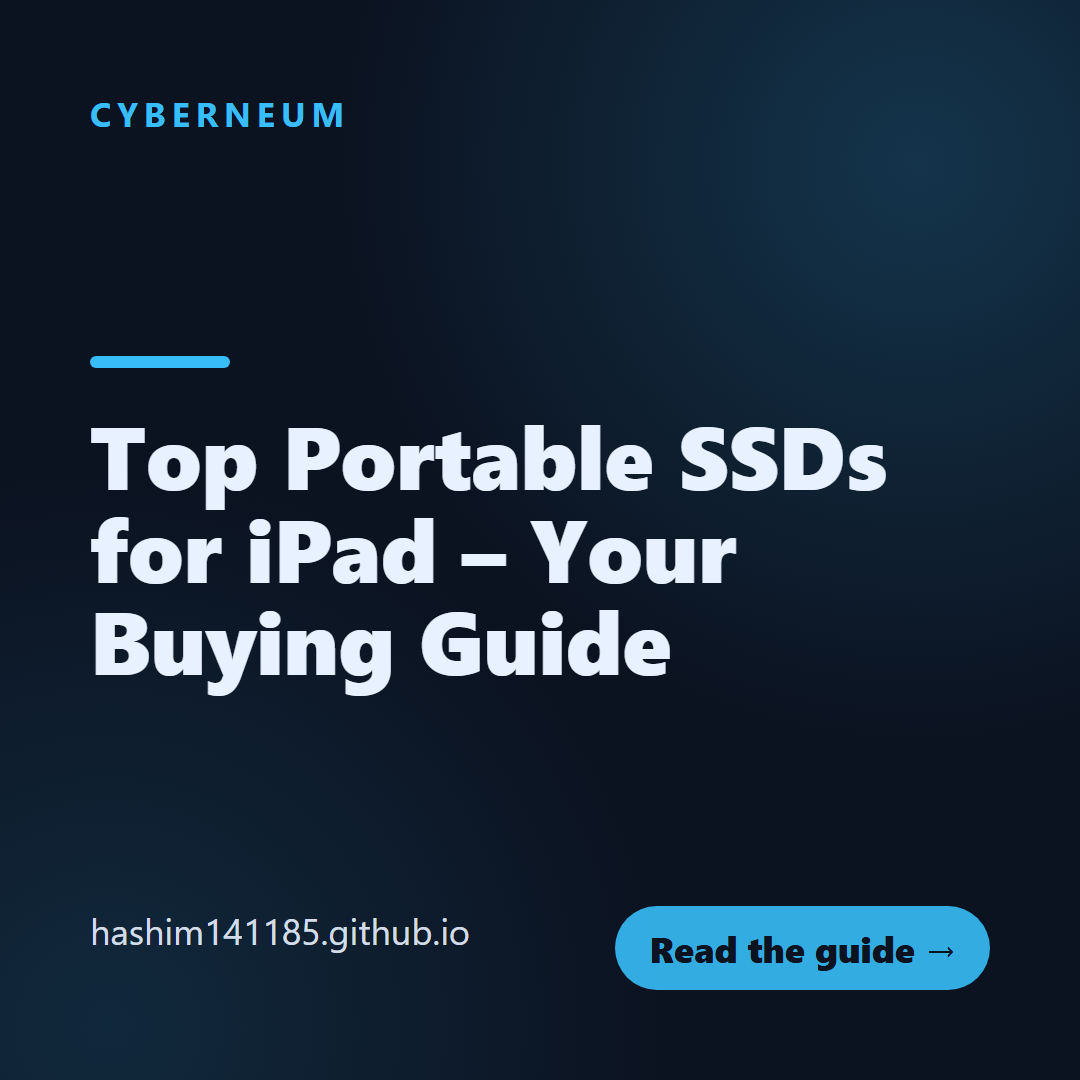 CYBERNEUM
Top Portable SSDs
for iPad – Your
Buying Guide
hashim141185.github.io
Read the guide →